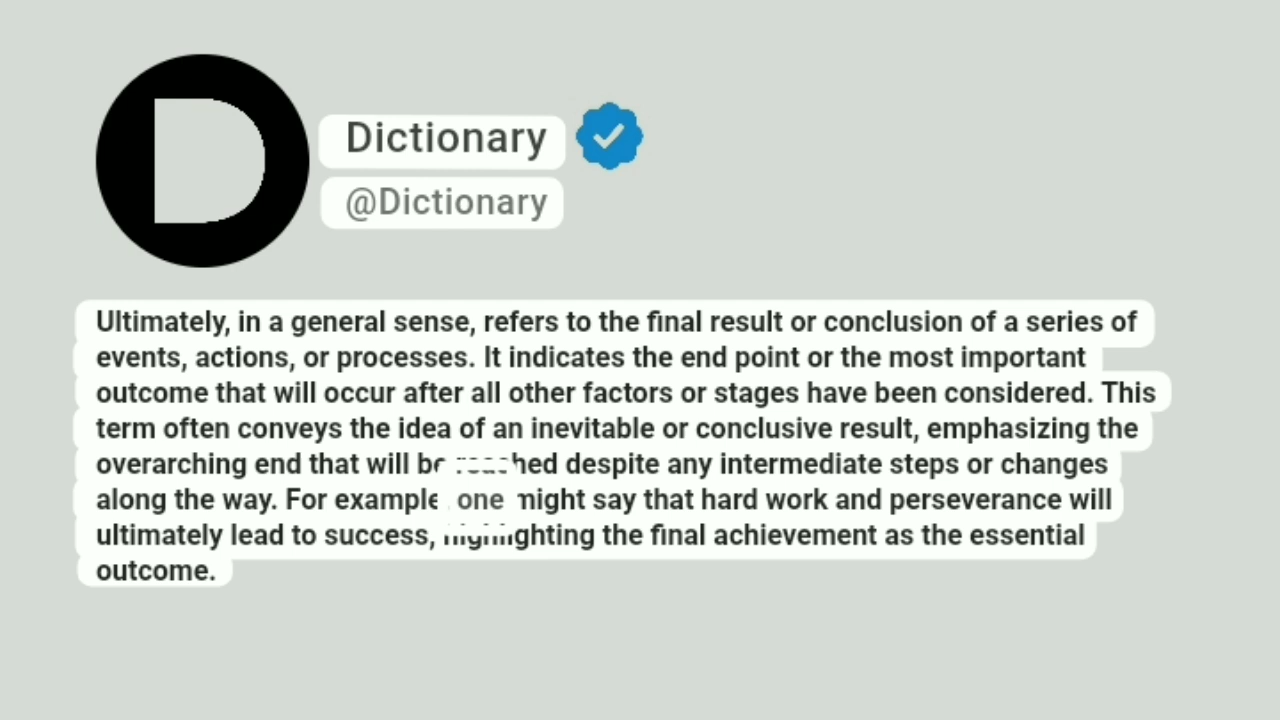 D
Dictionary
@Dictionary
Ultimately, in a general sense, refers to the final result or conclusion of a series of
events, actions, or processes. It indicates the end point or the most important
outcome that will occur after all other factors or stages have been considered. This
term often conveys the idea of an inevitable or conclusive result, emphasizing the
overarching end that will be reached despite any intermediate steps or changes
along the way. For example, one might say that hard work and perseverance will
ultimately lead to success, highlighting the final achievement as the essential
outcome.